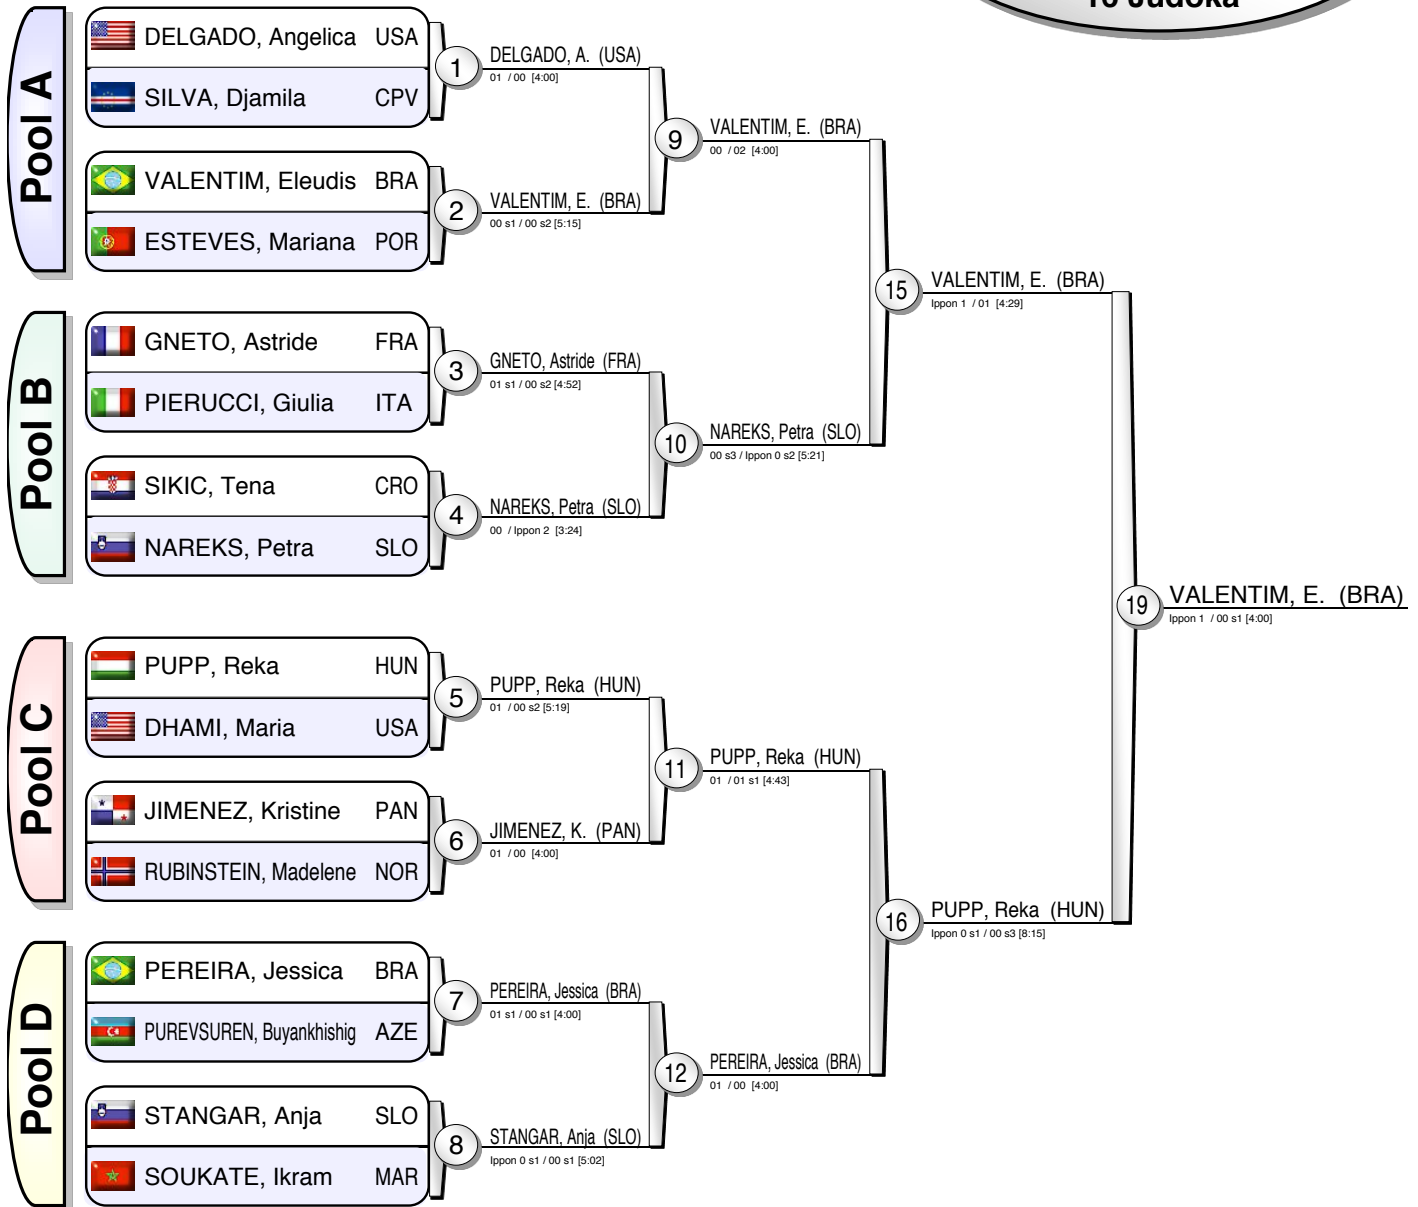 16 Judoka
Pool A
DELGADO, Angelica USA
SILVA, Djamila CPV
1
DELGADO, A. (USA)
01 / 00 [4:00]
VALENTIM, Eleudis BRA
ESTEVES, Mariana POR
2
VALENTIM, E. (BRA)
00 s1 / 00 s2 [5:15]
9
VALENTIM, E. (BRA)
00 / 02 [4:00]
Pool B
GNETO, Astride FRA
PIERUCCI, Giulia ITA
3
GNETO, Astride (FRA)
01 s1 / 00 s2 [4:52]
SIKIC, Tena CRO
NAREKS, Petra SLO
4
NAREKS, Petra (SLO)
00 / Ippon 2 [3:24]
10
NAREKS, Petra (SLO)
00 s3 / Ippon 0 s2 [5:21]
15
VALENTIM, E. (BRA)
Ippon 1 / 01 [4:29]
Pool C
PUPP, Reka HUN
DHAMI, Maria USA
5
PUPP, Reka (HUN)
01 / 00 s2 [5:19]
JIMENEZ, Kristine PAN
RUBINSTEIN, Madelene NOR
6
JIMENEZ, K. (PAN)
01 / 00 [4:00]
11
PUPP, Reka (HUN)
01 / 01 s1 [4:43]
Pool D
PEREIRA, Jessica BRA
PUREVSUREN, Buyankhishig AZE
7
PEREIRA, Jessica (BRA)
01 s1 / 00 s1 [4:00]
STANGAR, Anja SLO
SOUKATE, Ikram MAR
8
STANGAR, Anja (SLO)
Ippon 0 s1 / 00 s1 [5:02]
12
PEREIRA, Jessica (BRA)
01 / 00 [4:00]
16
PUPP, Reka (HUN)
Ippon 0 s1 / 00 s3 [8:15]
19
VALENTIM, E. (BRA)
Ippon 1 / 00 s1 [4:00]